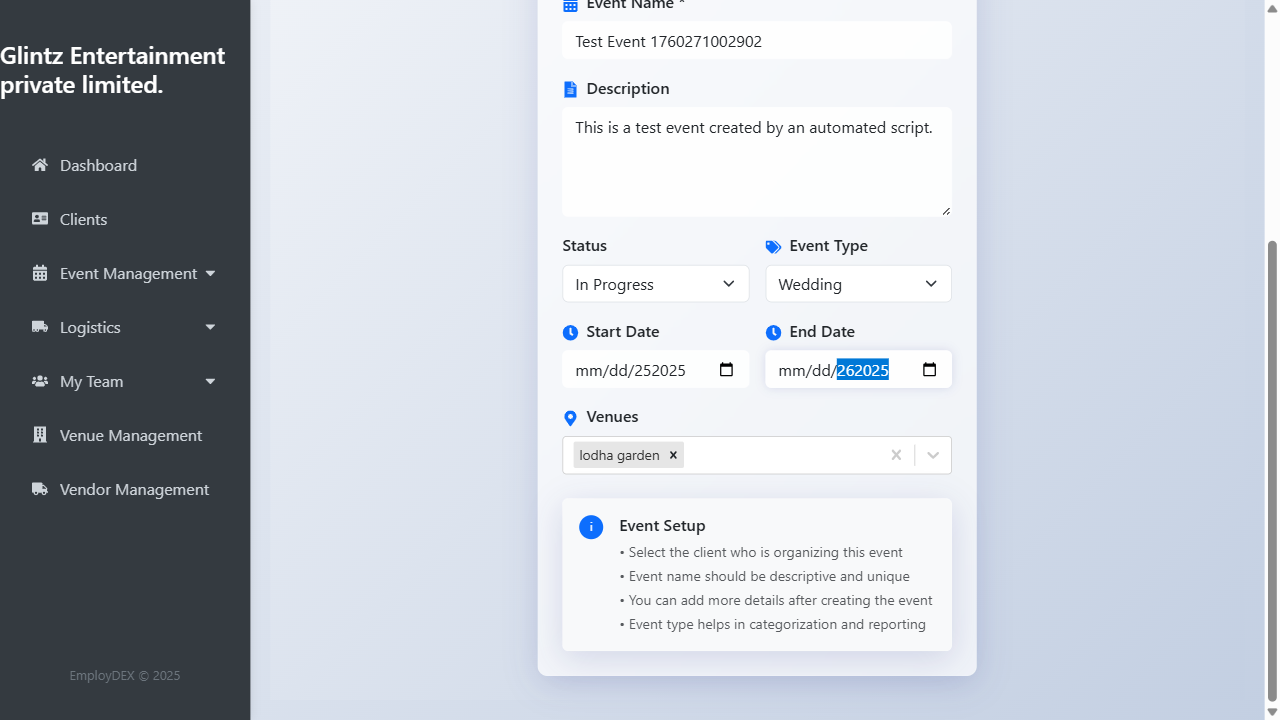 Glintz Entertainment
private limited.
Dashboard
Clients
Event Management
Logistics
My Team
Venue Management
Vendor Management
EmployDEX © 2025
Event Name *
Test Event 1760271002902
Description
This is a test event created by an automated script.
Status
Event Type
In Progress
Wedding
Start Date
End Date
mm/dd/252025
mm/dd/262025
Venues
lodha garden
Event Setup
• Select the client who is organizing this event
• Event name should be descriptive and unique
• You can add more details after creating the event
• Event type helps in categorization and reporting